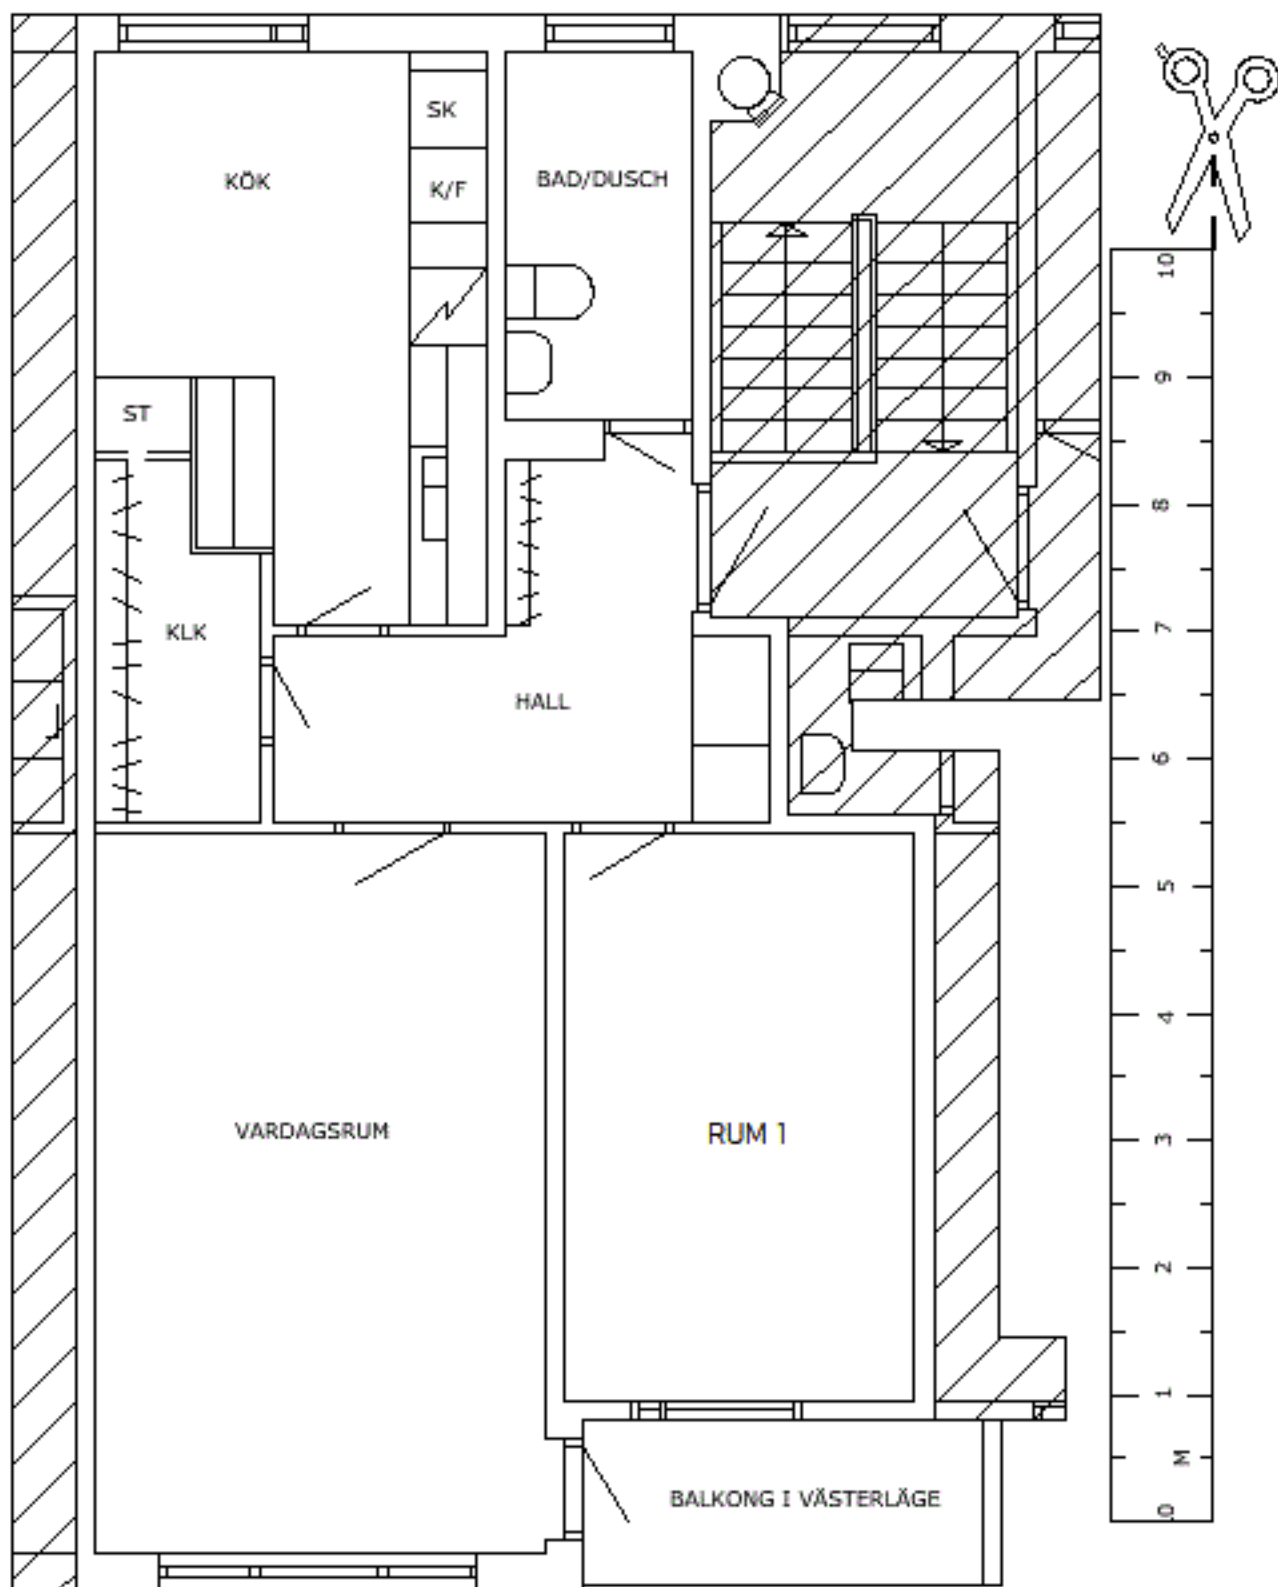 SK
KÖK
K/F
BAD/DUSCH
ST
KLK
HALL
VARDAGSRUM
RUM 1
BALKONG I VÄSTERLÄGE
10
9
8
7
6
5
4
3
2
1
M
0